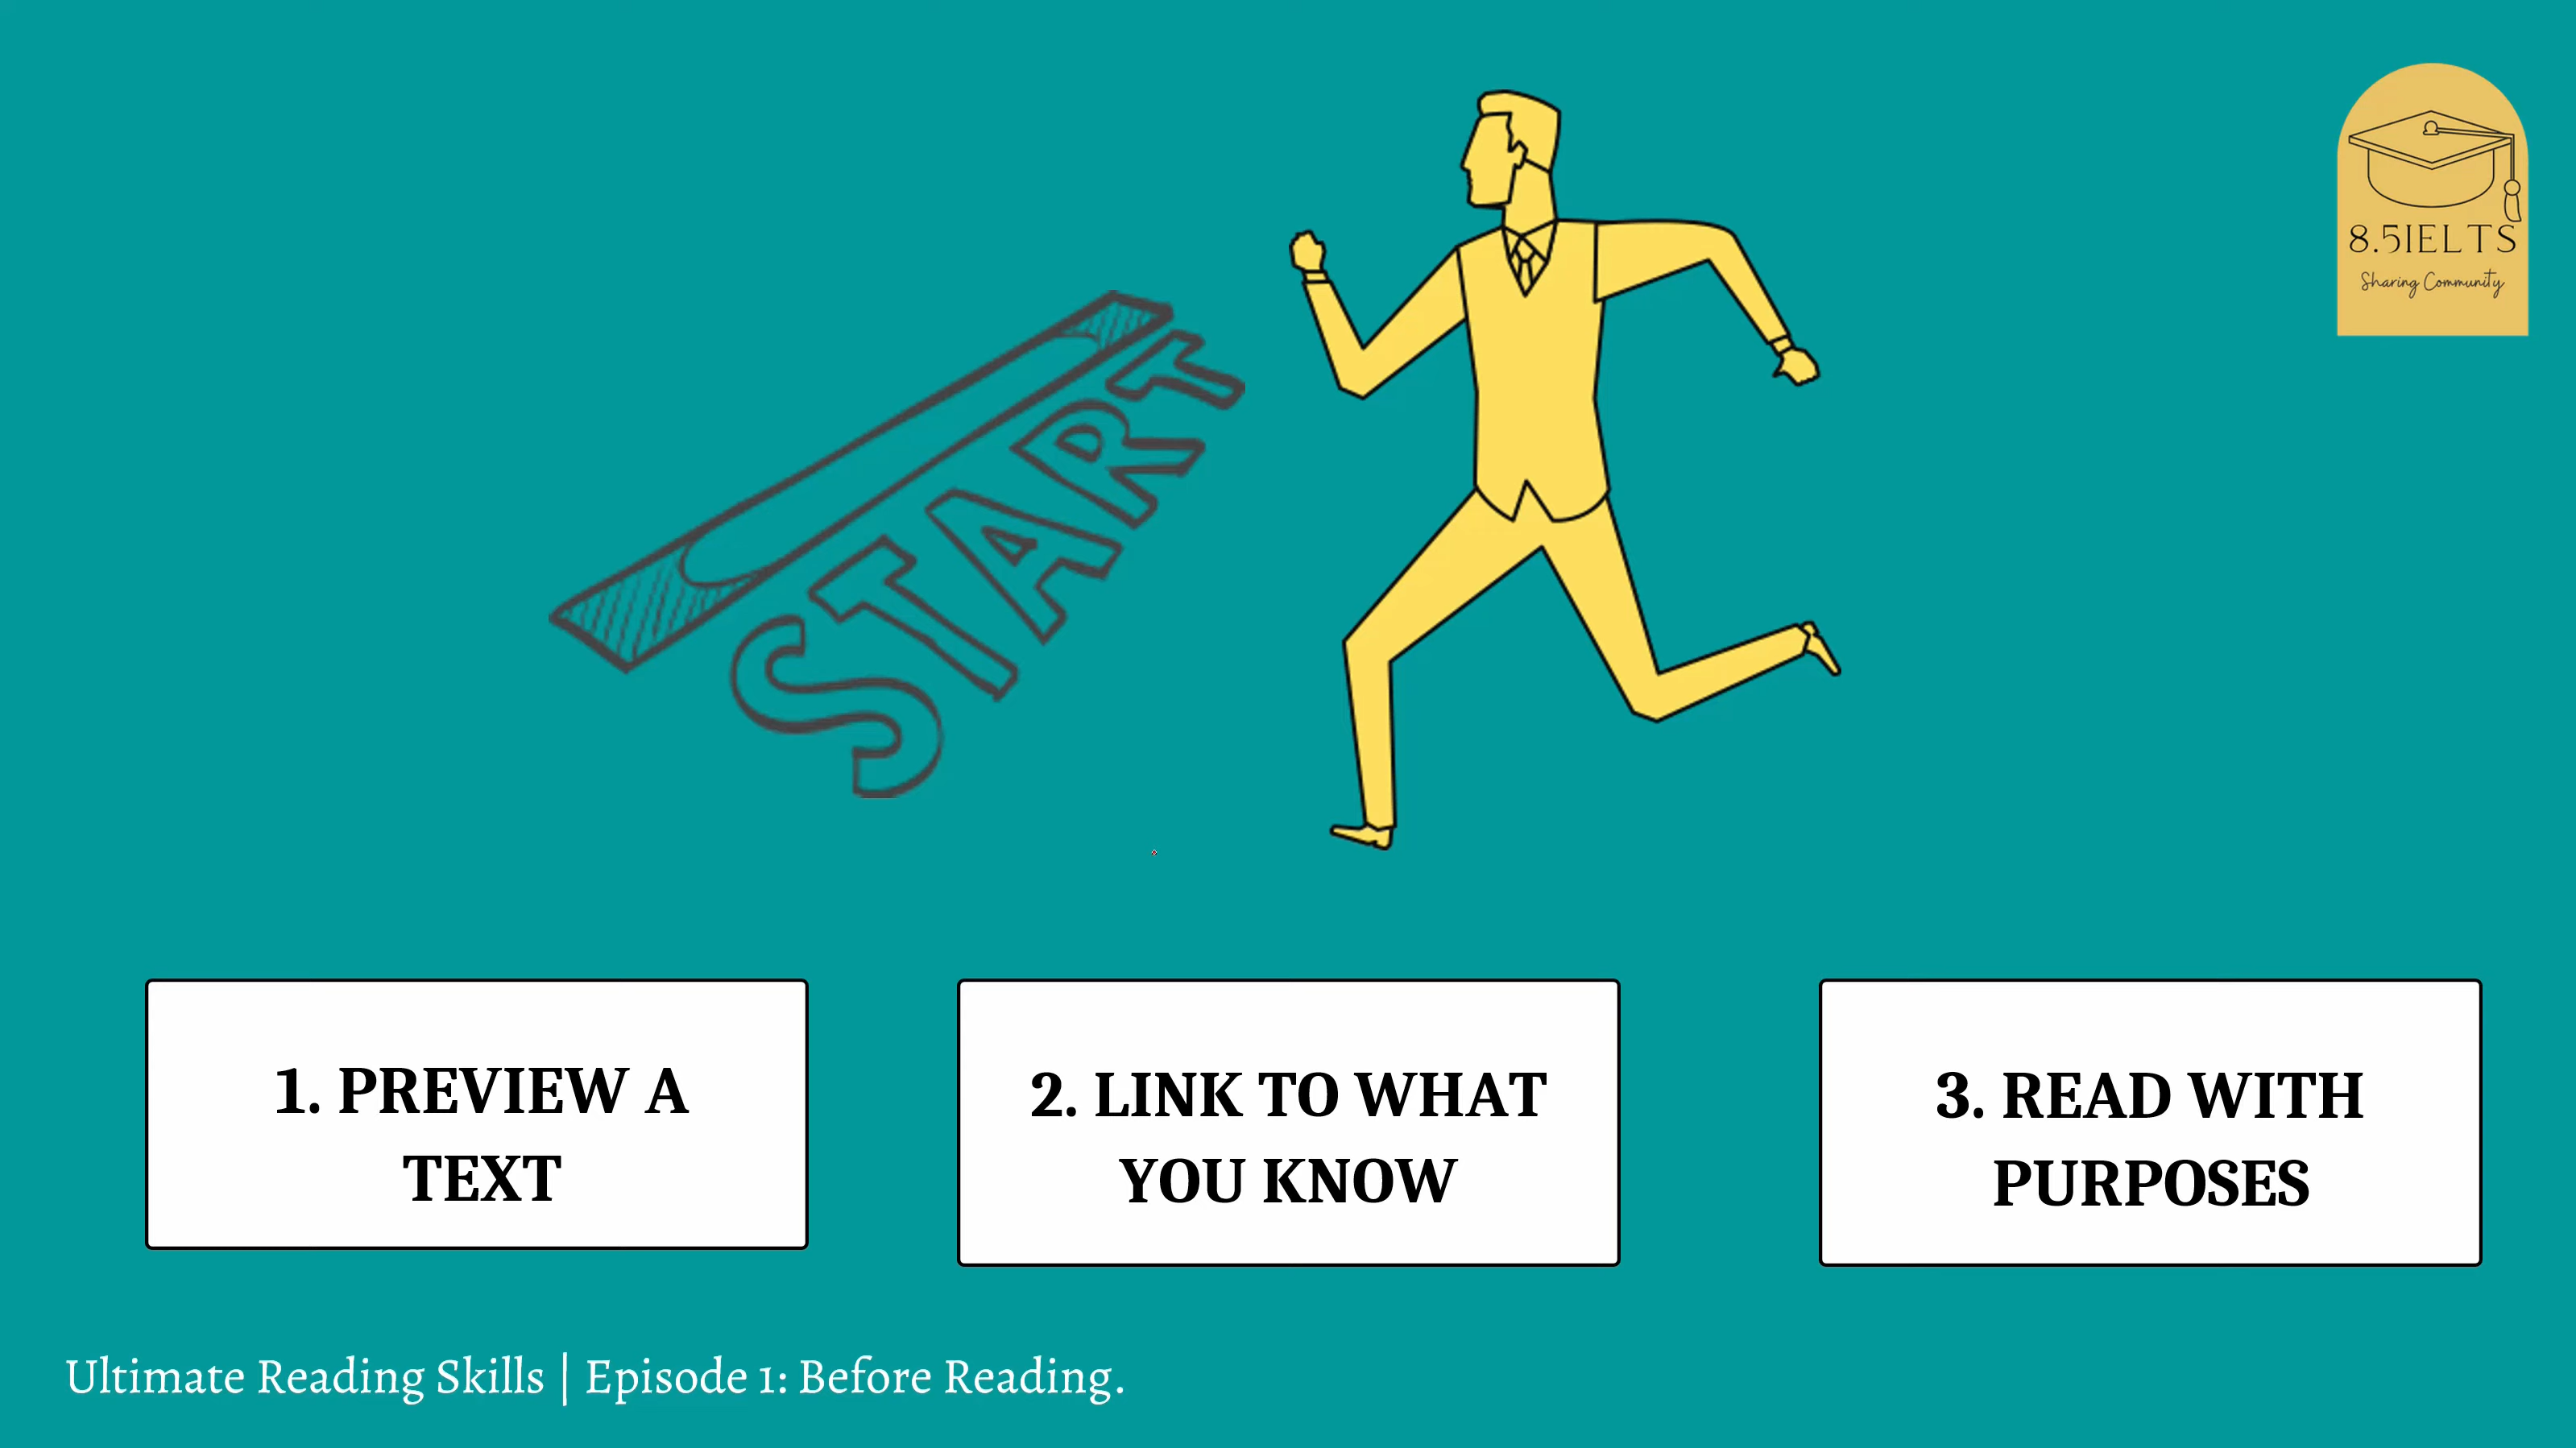 8.5IELTS
Sharing Community
START
1. PREVIEW A
TEXT
2. LINK TO WHAT
YOU KNOW
3. READ WITH
PURPOSES
Ultimate Reading Skills | Episode 1: Before Reading.